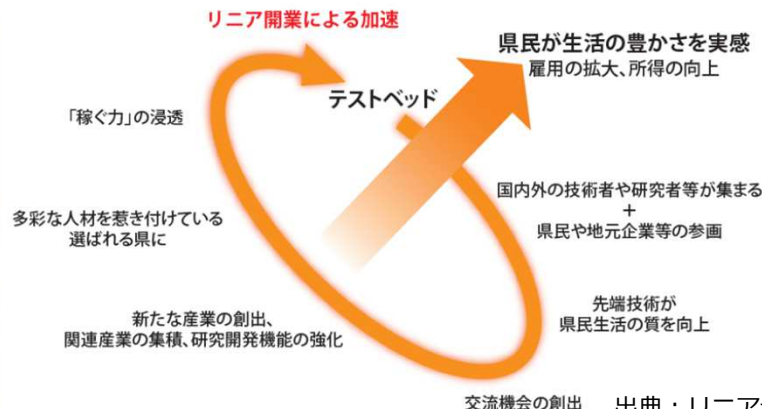 リニア開業による加速
県民が生活の豊かさを実感
雇用の拡大、所得の向上
テストベッド
「稼ぐ力」の浸透
国内外の技術者や研究者等が集まる
+
県民や地元企業等の参画
多彩な人材を惹き付けている
選ばれる県に
先端技術が
県民生活の質を向上
新たな産業の創出、
関連産業の集積、研究開発機能の強化
交流機会の創出
出典・リニア